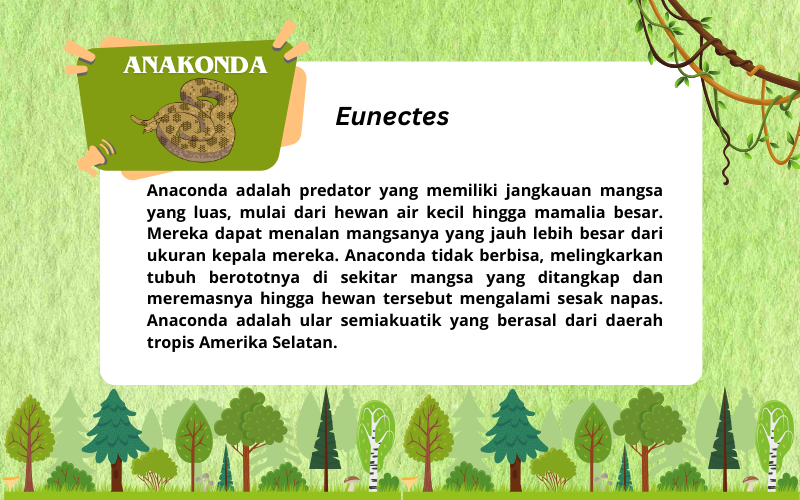 ANAKONDA
Eunectes
Anaconda adalah predator yang memiliki jangkauan mangsa
yang luas, mulai dari hewan air kecil hingga mamalia besar.
Mereka dapat menalan mangsanya yang jauh lebih besar dari
ukuran kepala mereka. Anaconda tidak berbisa, melingkarkan
tubuh berototnya di sekitar mangsa yang ditangkap dan
meremasnya hingga hewan tersebut mengalami sesak napas.
Anaconda adalah ular semiakuatik yang berasal dari daerah
tropis Amerika Selatan.